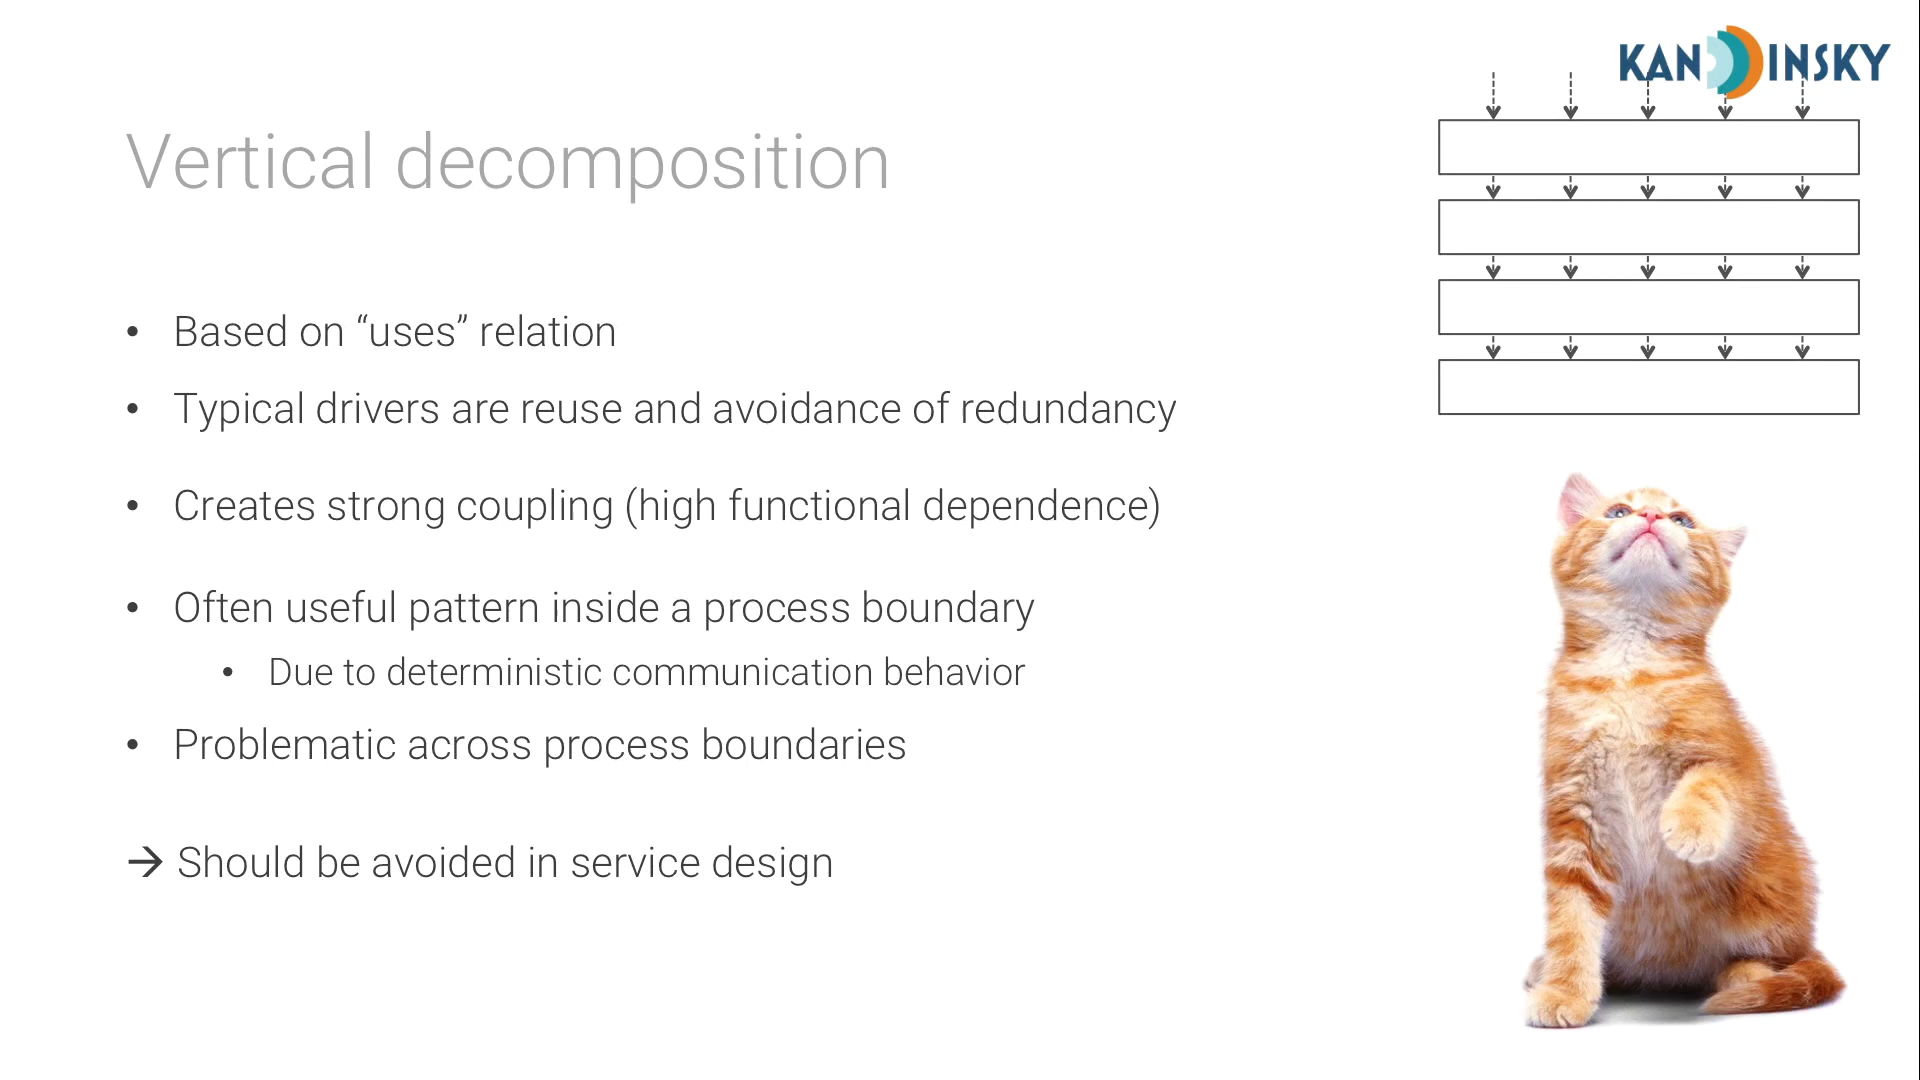 KANDINSKY
Vertical decomposition
• Based on “uses” relation
• Typical drivers are reuse and avoidance of redundancy
• Creates strong coupling (high functional dependence)
• Often useful pattern inside a process boundary
• Due to deterministic communication behavior
• Problematic across process boundaries
→ Should be avoided in service design